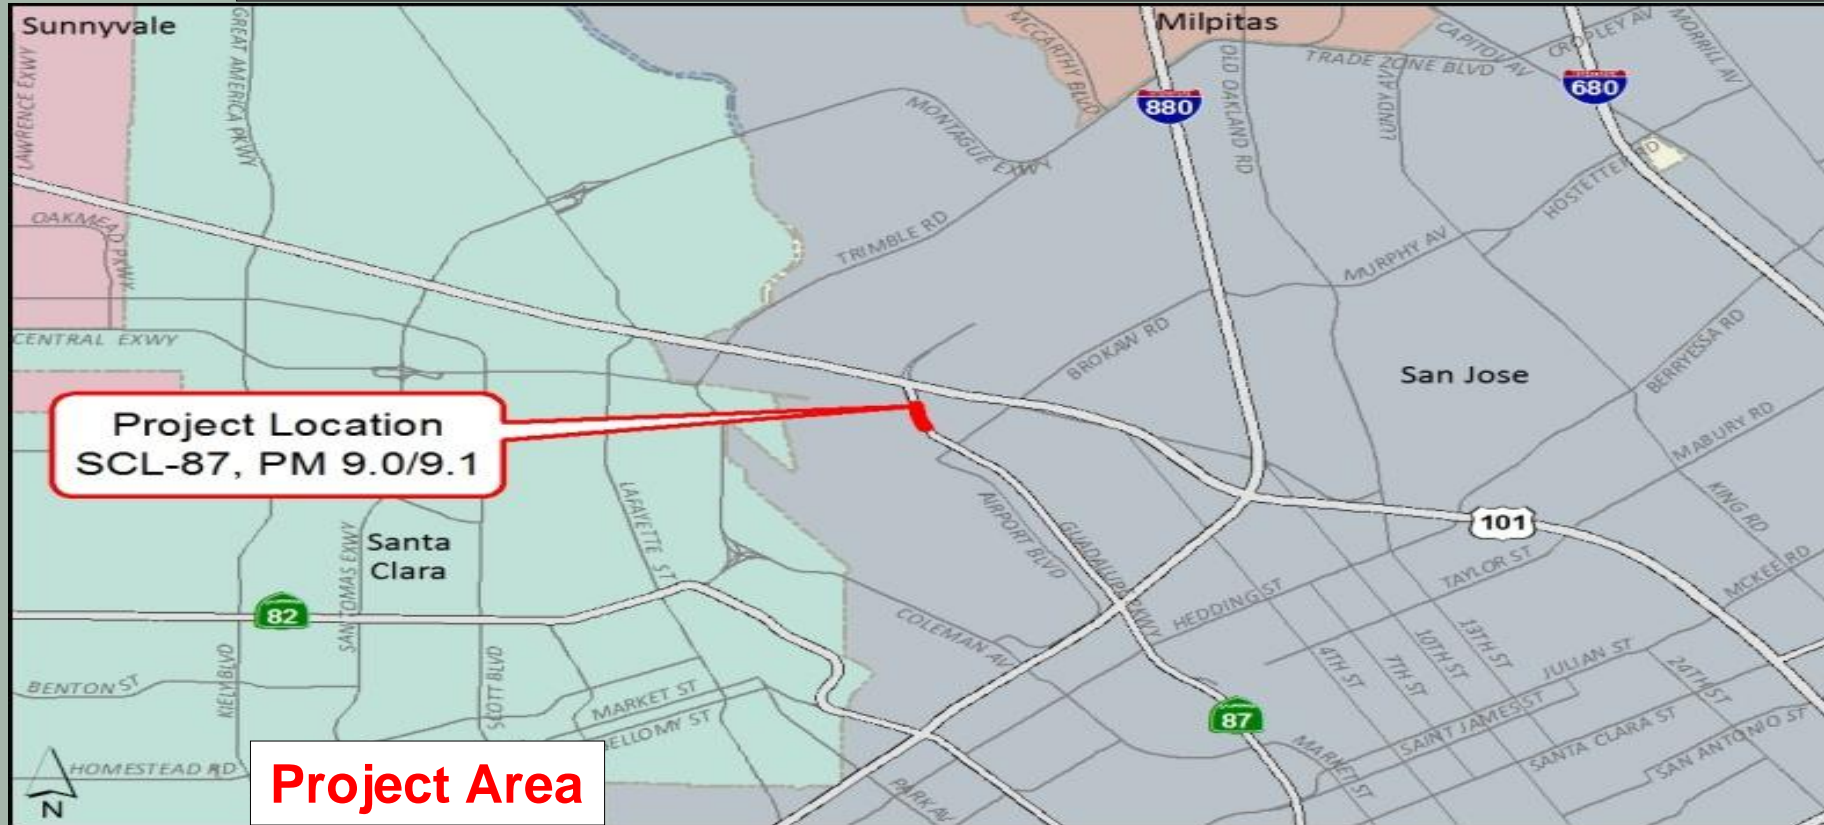 Sunnyvale
Milpitas
LAWRENCE EXWY
GREAT AMERICA PKWY
MCCARTHY BLVD
OLD OAKLAND RD
TRADE ZONE BLVD
CAPITOL AV
CROPLEY AV
MORRILL AV
LUNDY AV
880
680
MONTAGUE EXWY
HOSTETTER RD
OAKMEAD PKWY
TRIMBLE RD
MURPHY AV
CENTRAL EXWY
BROKAW RD
BERRYESSA RD
San Jose
Project Location
SCL-87, PM 9.0/9.1
MABURY RD
KING RD
101
LAFAYETTE ST
AIRPORT BLVD
GUADALUPE PKWY
SAN TOMAS EXWY
Santa
Clara
TAYLOR ST
MCKEE RD
HEDDING ST
82
COLEMAN AV
4TH ST
7TH ST
10TH ST
13TH ST
JULIAN ST
24TH ST
KIELY BLVD
SCOTT BLVD
BENTON ST
MARKET ST
BELLOMY ST
87
SAINT JAMES ST
SANTA CLARA ST
SAN ANTONIO ST
MARKET ST
HOMESTEAD RD
PARK AV
N
Project Area